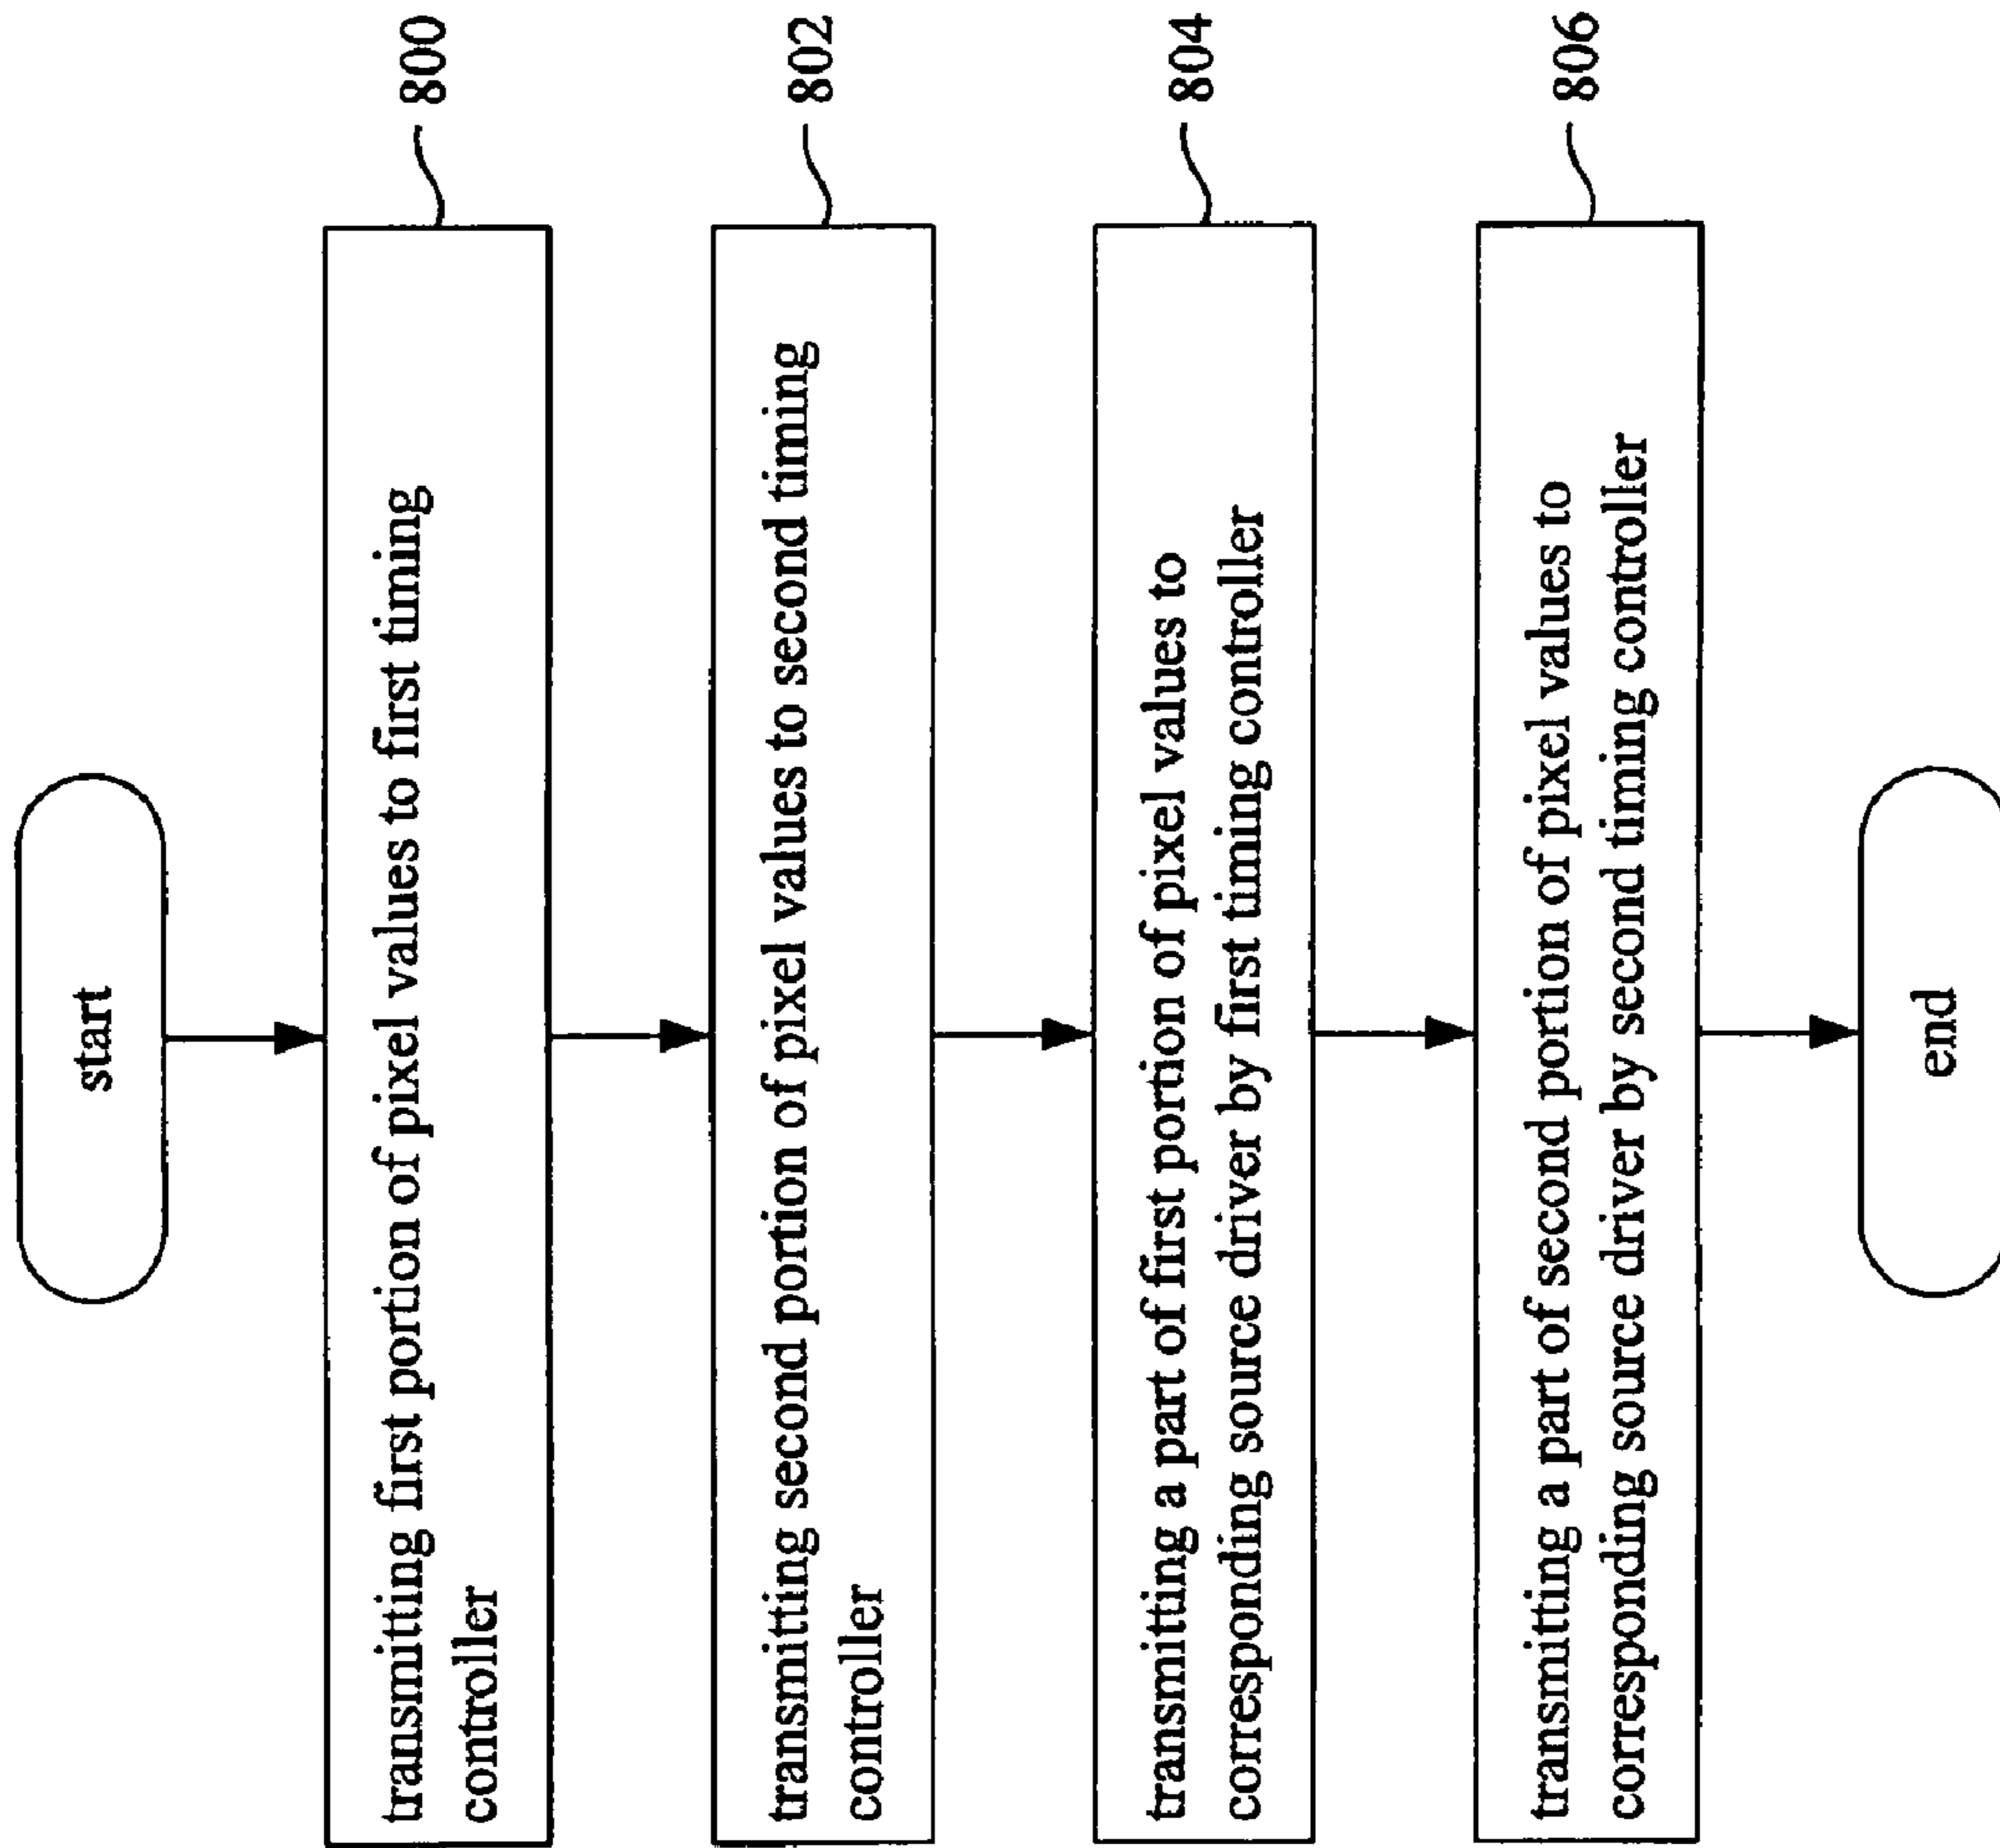 start
transmitting first portion of pixel values to first timing
controller
800
transmitting second portion of pixel values to second timing
controller
802
transmitting a part of first portion of pixel values to
corresponding source driver by first timing controller
804
transmitting a part of second portion of pixel values to
corresponding source driver by second timing controller
806
end